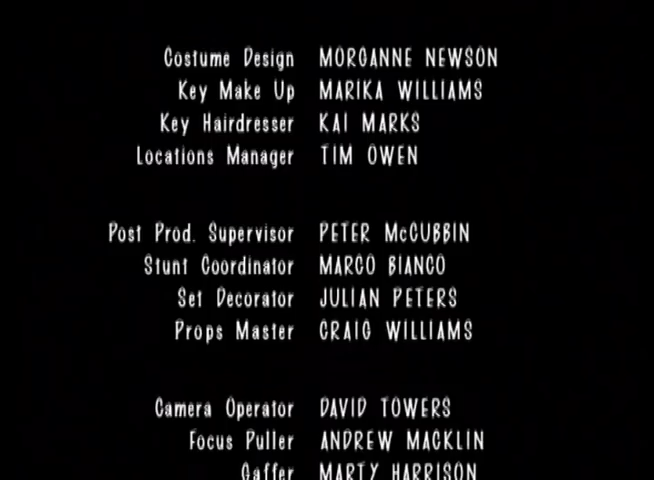 Costume Design MORGANNE NEWSON
Key Make Up MARIKA WILLIAMS
Key Hairdresser KAI MARKS
Locations Manager TIM OWEN
Post Prod. Supervisor PETER McCUBBIN
Stunt Coordinator MARCO BIANCO
Set Decorator JULIAN PETERS
Props Master CRAIG WILLIAMS
Camera Operator DAVID TOWERS
Focus Puller ANDREW MACKLIN
Gaffer MARTY HARRISON